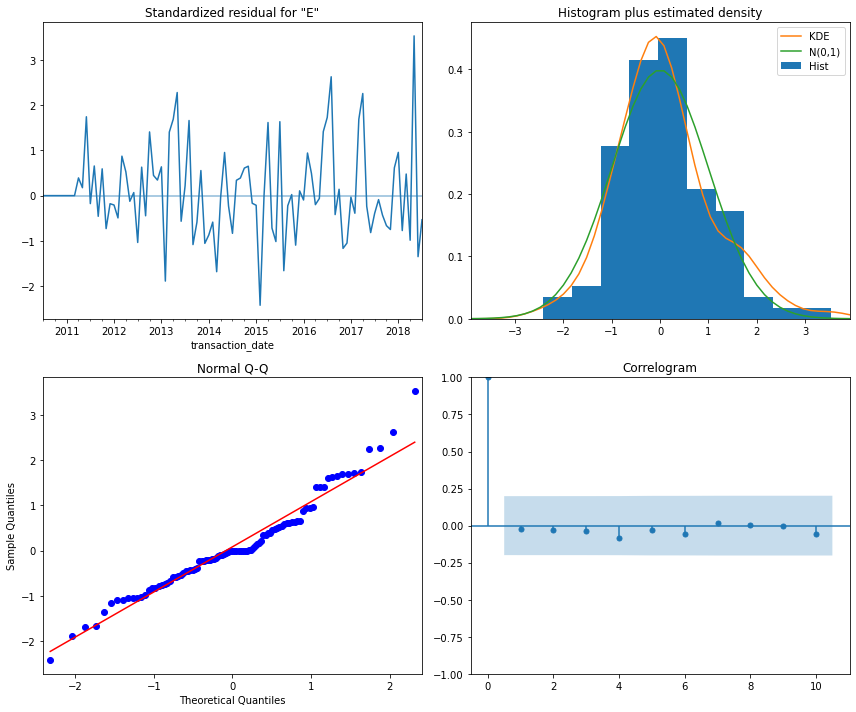 Standardized residual for "E"
3
2
1
0
−1
−2
2011 2012 2013 2014 2015 2016 2017 2018
transaction_date
Histogram plus estimated density
KDE
N(0,1)
Hist
0.4
0.3
0.2
0.1
0.0
−3 −2 −1 0 1 2 3
Normal Q-Q
Sample Quantiles
3
2
1
0
−1
−2
−2 −1 0 1 2
Theoretical Quantiles
Correlogram
1.00
0.75
0.50
0.25
0.00
−0.25
−0.50
−0.75
−1.00
0 2 4 6 8 10